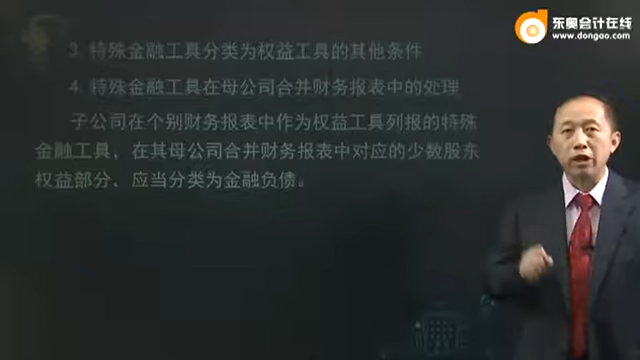 东奥会计在线
www.dongao.com
3. 特殊金融工具分类为权益工具的其他条件
4. 特殊金融工具在母公司合并财务报表中的处理
子公司在个别财务报表中作为权益工具列报的特殊
金融工具，在其母公司合并财务报表中对应的少数股东
权益部分，应当分类为金融负债。